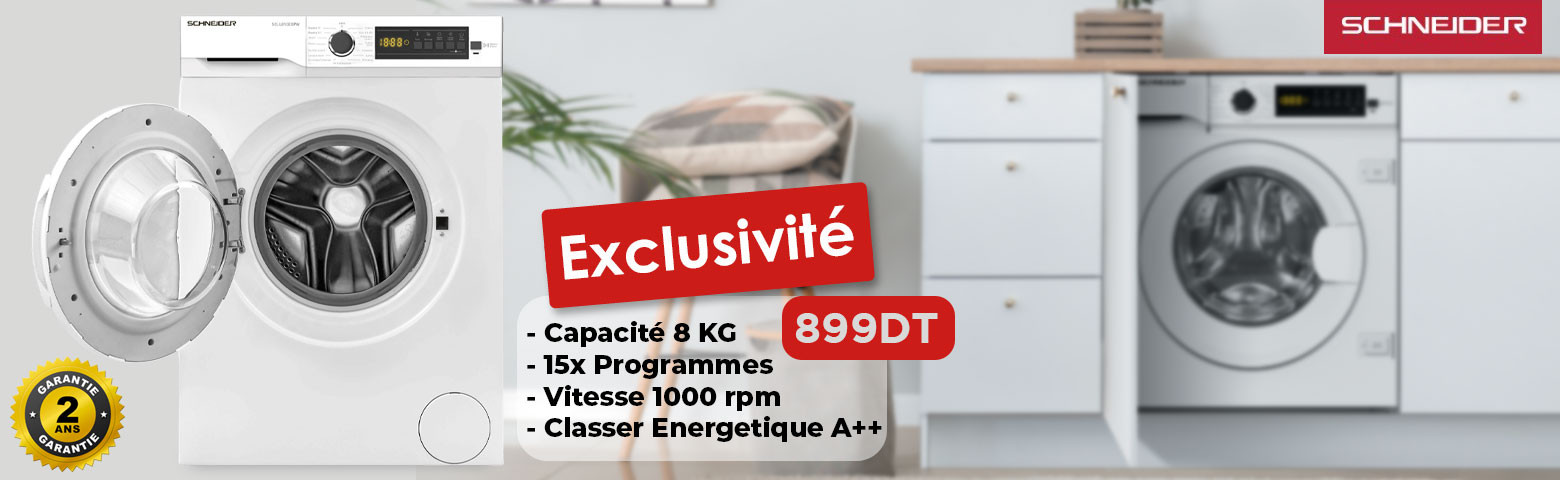 SCHNEIDER
SCHNEIDER
Exclusivité
899DT
- Capacité 8 KG
- 15x Programmes
- Vitesse 1000 rpm
- Classer Energetique A++
GARANTIE
2
ANS
GARANTIE